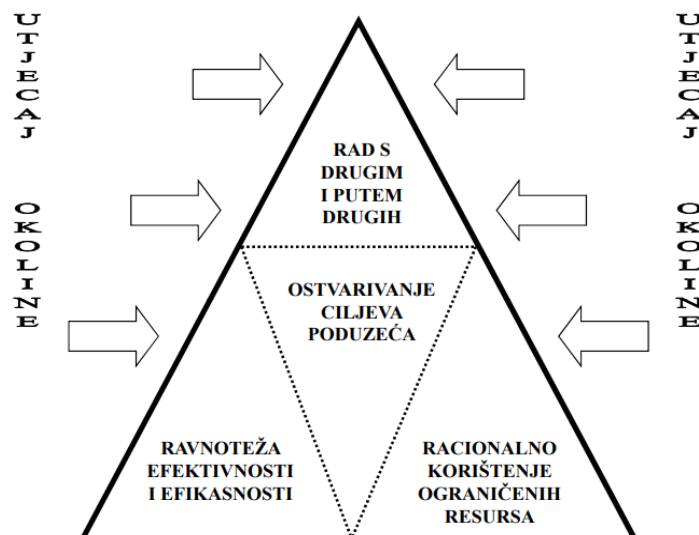 UTJECAJ OKOLINE
RAD S
DRUGIM
I PUTEM
DRUGIH
OSTVARIVANJE
CILJEVA
PODUZEĆA
RAVNOTEŽA
EFEKTIVNOSTI
I EFIKASNOSTI
RACIONALNO
KORIŠTENJE
OGRANIČENIH
RESURSA
UTJECAJ OKOLINE